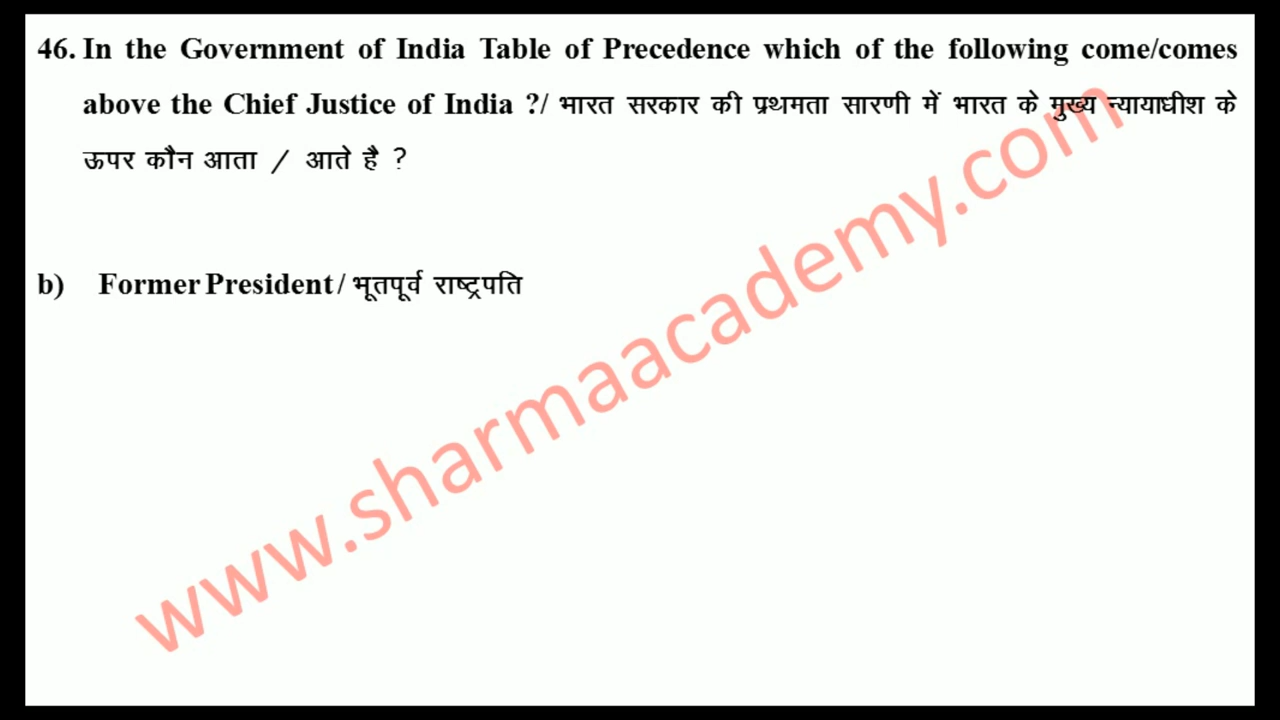 46. In the Government of India Table of Precedence which of the following come/comes
above the Chief Justice of India ?/ भारत सरकार की प्रथमता सारणी में भारत के मुख्य न्यायाधीश के
ऊपर कौन आता / आते है ?
b) Former President/ भूतपूर्व राष्ट्रपति
www.sharmaacademy.com